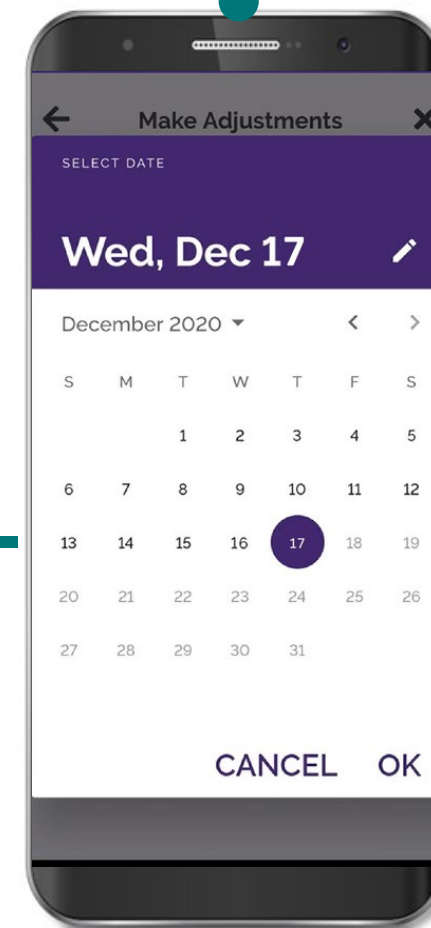 Make Adjustments
SELECT DATE
Wed, Dec 17
December 2020
S M T W T F S
1 2 3 4 5
6 7 8 9 10 11 12
13 14 15 16 17 18 19
20 21 22 23 24 25 26
27 28 29 30 31
CANCEL OK